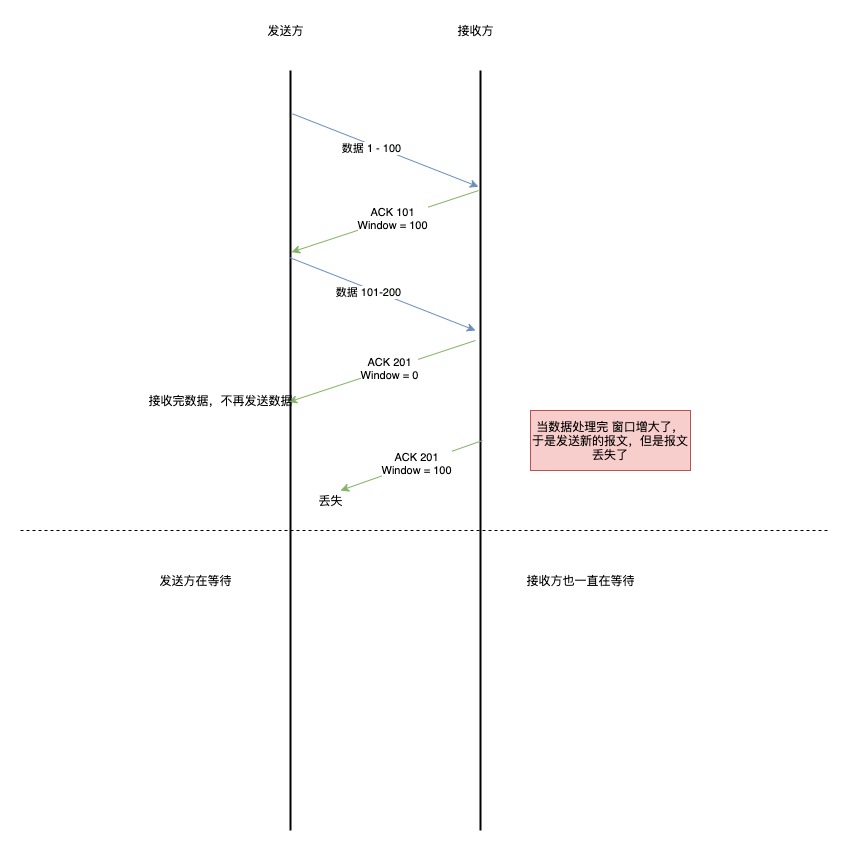 发送方
接收方
数据 1 - 100
ACK 101
Window = 100
数据 101-200
ACK 201
Window = 0
接收完数据，不再发送数据
当数据处理完 窗口增大了，
于是发送新的报文，但是报文
丢失了
ACK 201
Window = 100
丢失
发送方在等待
接收方也一直在等待